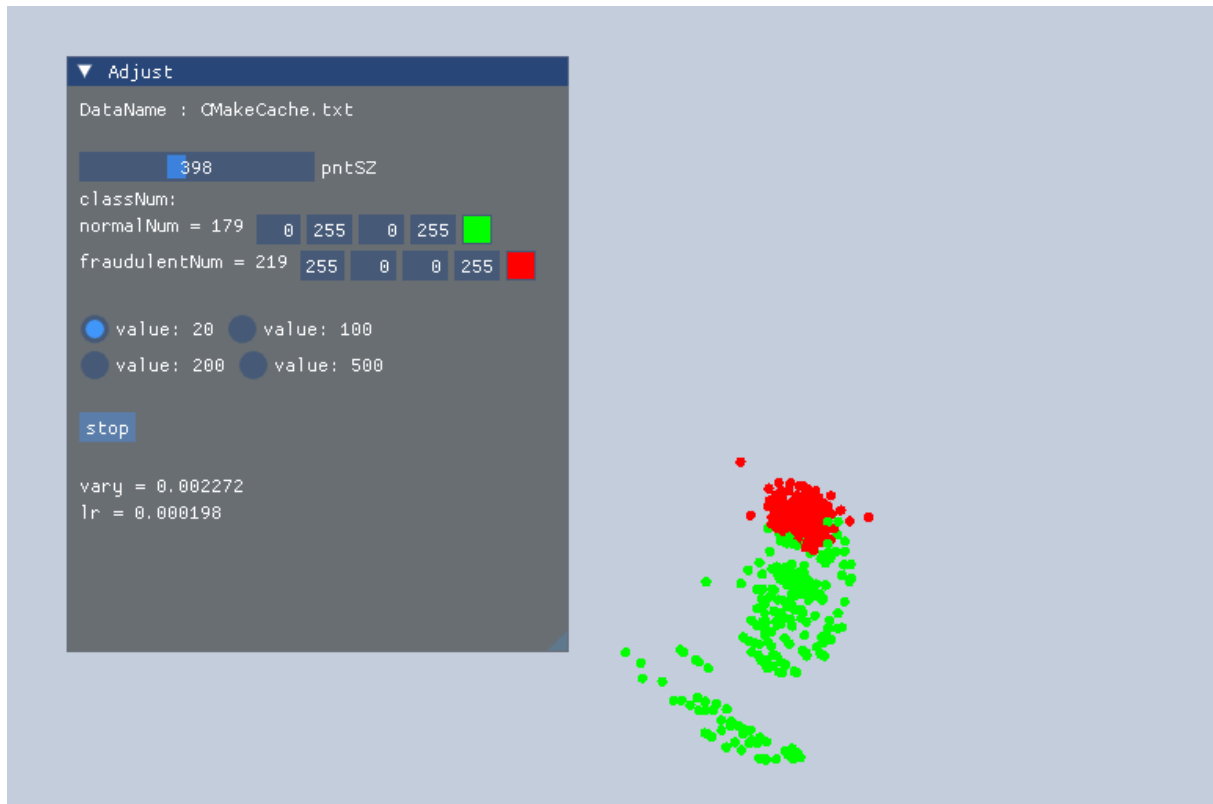 Adjust
DataName : CMakeCache.txt
398 pntSZ
classNum:
normalNum = 179 0 255 0 255
fraudulentNum = 219 255 0 0 255
value: 20 value: 100
value: 200 value: 500
stop
vary = 0.002272
lr = 0.000198